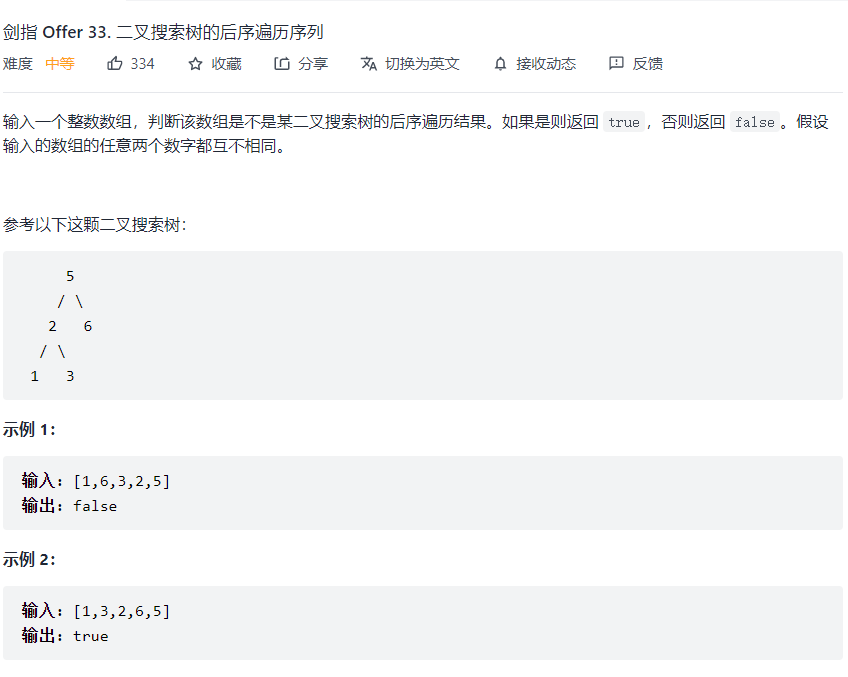 剑指 Offer 33. 二叉搜索树的后序遍历序列
难度 中等 334 收藏 分享 切换为英文 接收动态 反馈
输入一个整数数组，判断该数组是不是某二叉搜索树的后序遍历结果。如果是则返回 true，否则返回 false。假设
输入的数组的任意两个数字都互不相同。
参考以下这颗二叉搜索树：
5
/ \
2 6
/ \
1 3
示例 1：
输入：[1,6,3,2,5]
输出：false
示例 2：
输入：[1,3,2,6,5]
输出：true